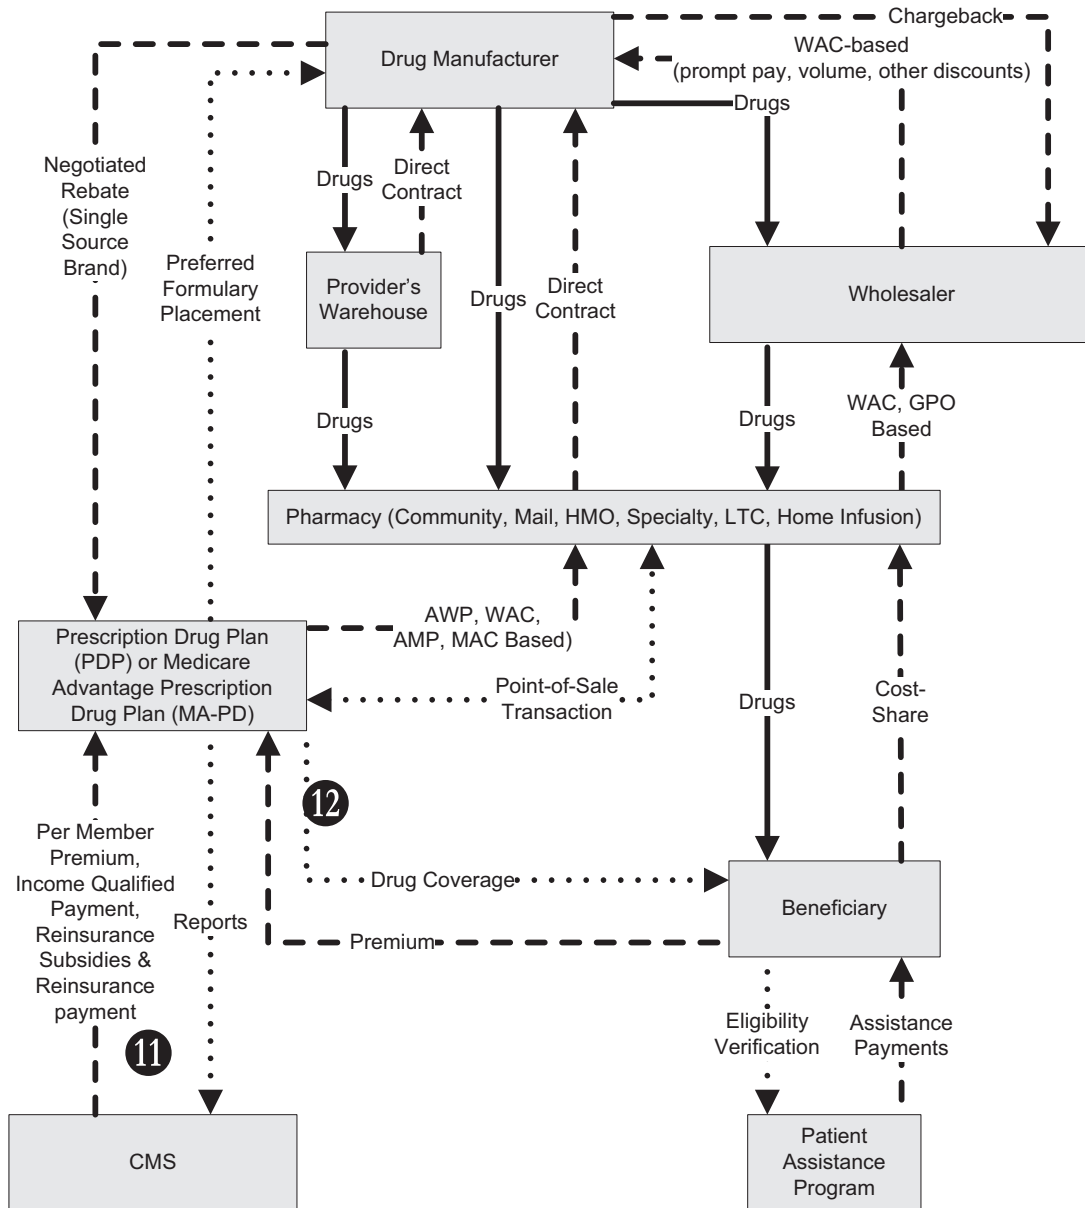 Chargeback
Drug Manufacturer
WAC-based
(prompt pay, volume, other discounts)
Drugs
Negotiated
Rebate
(Single
Source
Brand)
Drugs
Direct
Contract
Preferred
Formulary
Placement
Provider's
Warehouse
Drugs
Direct
Contract
Wholesaler
Drugs
Drugs
WAC, GPO
Based
Pharmacy (Community, Mail, HMO, Specialty, LTC, Home Infusion)
AWP, WAC,
AMP, MAC Based)
Prescription Drug Plan
(PDP) or Medicare
Advantage Prescription
Drug Plan (MA-PD)
Point-of-Sale
Transaction
Drugs
Cost-
Share
12
Per Member
Premium,
Income Qualified
Payment,
Reinsurance
Subsidies &
Reinsurance
payment
Reports
Drug Coverage
Beneficiary
Premium
11
Eligibility
Verification
Assistance
Payments
CMS
Patient
Assistance
Program